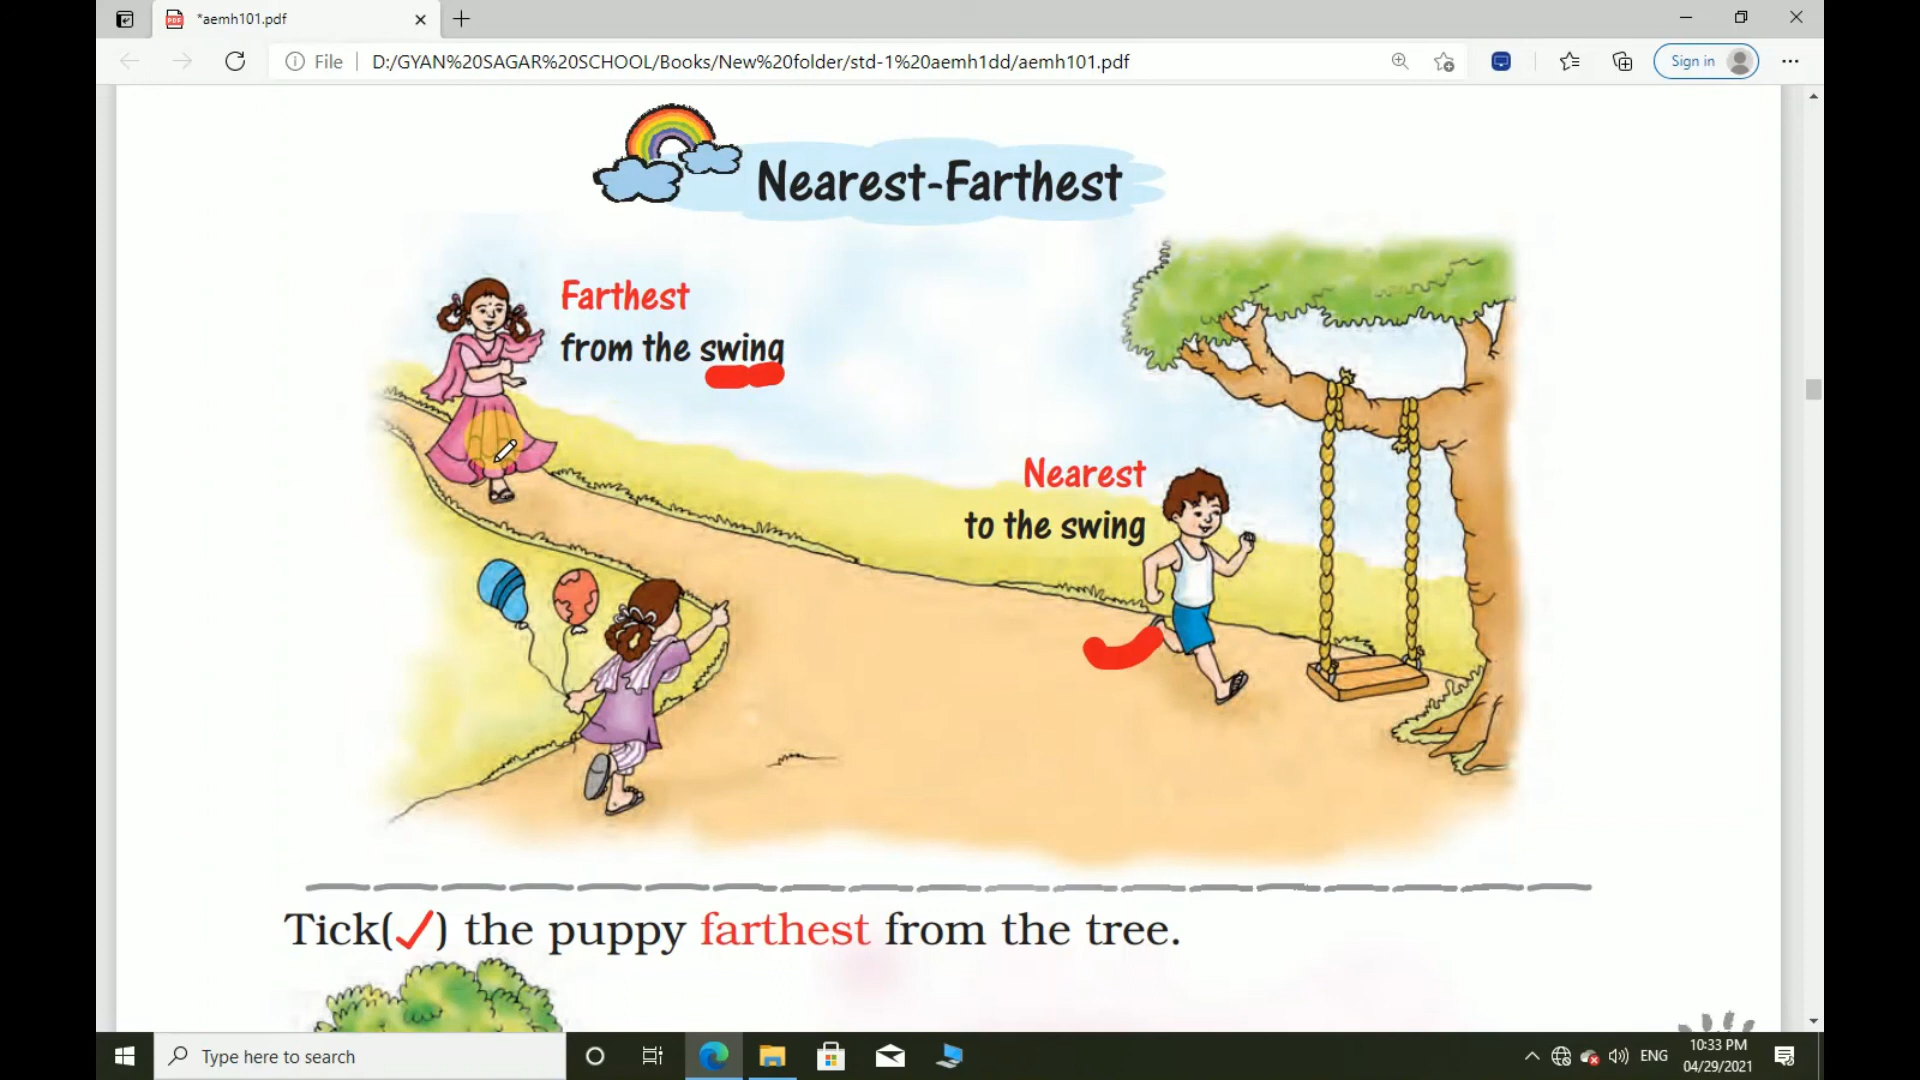 *aemh101.pdf
File
D:/GYAN%20SAGAR%20SCHOOL/Books/New%20folder/std-1%20aemh1dd/aemh101.pdf
Sign in
Nearest-Farthest
Farthest
from the swing
Nearest
to the swing
Tick(✓) the puppy farthest from the tree.
Type here to search
ENG
10:33 PM
04/29/2021